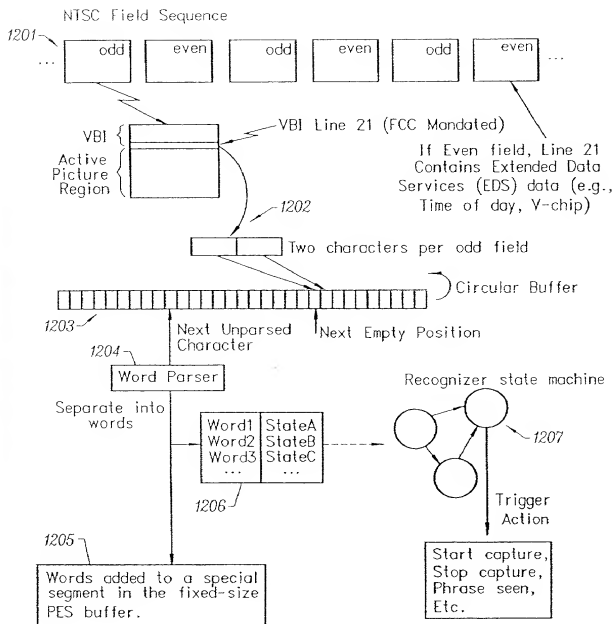 NTSC Field Sequence
1201
... odd even odd even odd even ...
VBI
VBI Line 21 (FCC Mandated)
Active
Picture
Region
If Even field, Line 21
Contains Extended Data
Services (EDS) data (e.g.,
Time of day, V-chip)
1202
Two characters per odd field
Circular Buffer
1203
Next Unparsed
Character
Next Empty Position
1204
Word Parser
Recognizer state machine
Separate into
words
Word1 StateA
Word2 StateB
Word3 StateC
... ...
1206
1207
Trigger
Action
1205
Words added to a special
segment in the fixed-size
PES buffer.
Start capture,
Stop capture,
Phrase seen,
Etc.